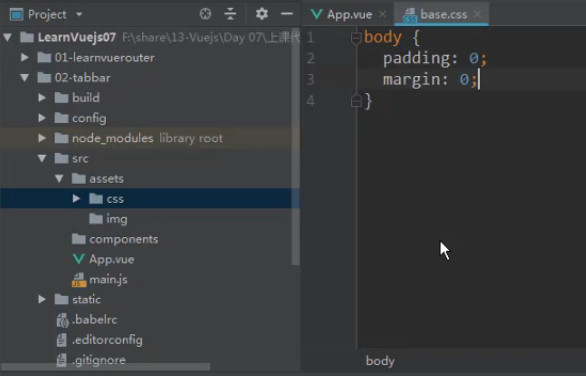 Project
LearnVuejs07 F:\share\13-Vuejs\Day 07\上课代
01-learnvuerouter
02-tabbar
build
config
node_modules library root
src
assets
css
img
components
App.vue
main.js
static
.babelrc
.editorconfig
.gitignore
App.vue
base.css
1 body {
2 padding: 0;
3 margin: 0;
4 }
body